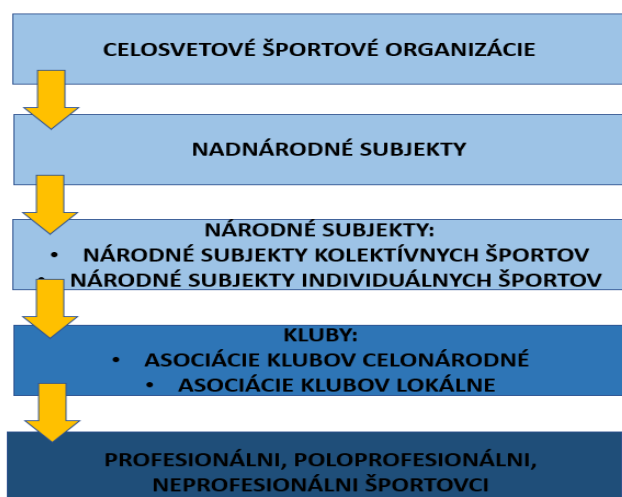 CELOSVETOVÉ ŠPORTOVÉ ORGANIZÁCIE
NADNÁRODNÉ SUBJEKTY
NÁRODNÉ SUBJEKTY:
• NÁRODNÉ SUBJEKTY KOLEKTÍVNYCH ŠPORTOV
• NÁRODNÉ SUBJEKTY INDIVIDUÁLNYCH ŠPORTOV
KLUBY:
• ASOCIÁCIE KLUBOV CELONÁRODNÉ
• ASOCIÁCIE KLUBOV LOKÁLNE
PROFESIONÁLNI, POLOPROFESIONÁLNI,
NEPROFESIONÁLNI ŠPORTOVCI